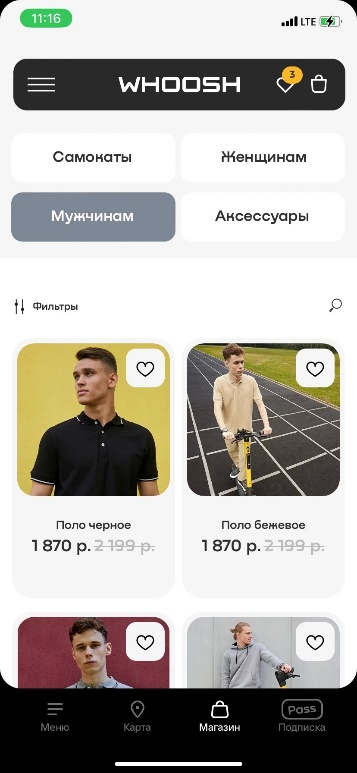 11:16 LTE
WHOOSH 3
Самокаты Женщинам
Мужчинам Аксессуары
Фильтры
Поло черное Поло бежевое
1 870 р. 2 199 р. 1 870 р. 2 199 р.
Pass
Меню Карта Магазин Подписка